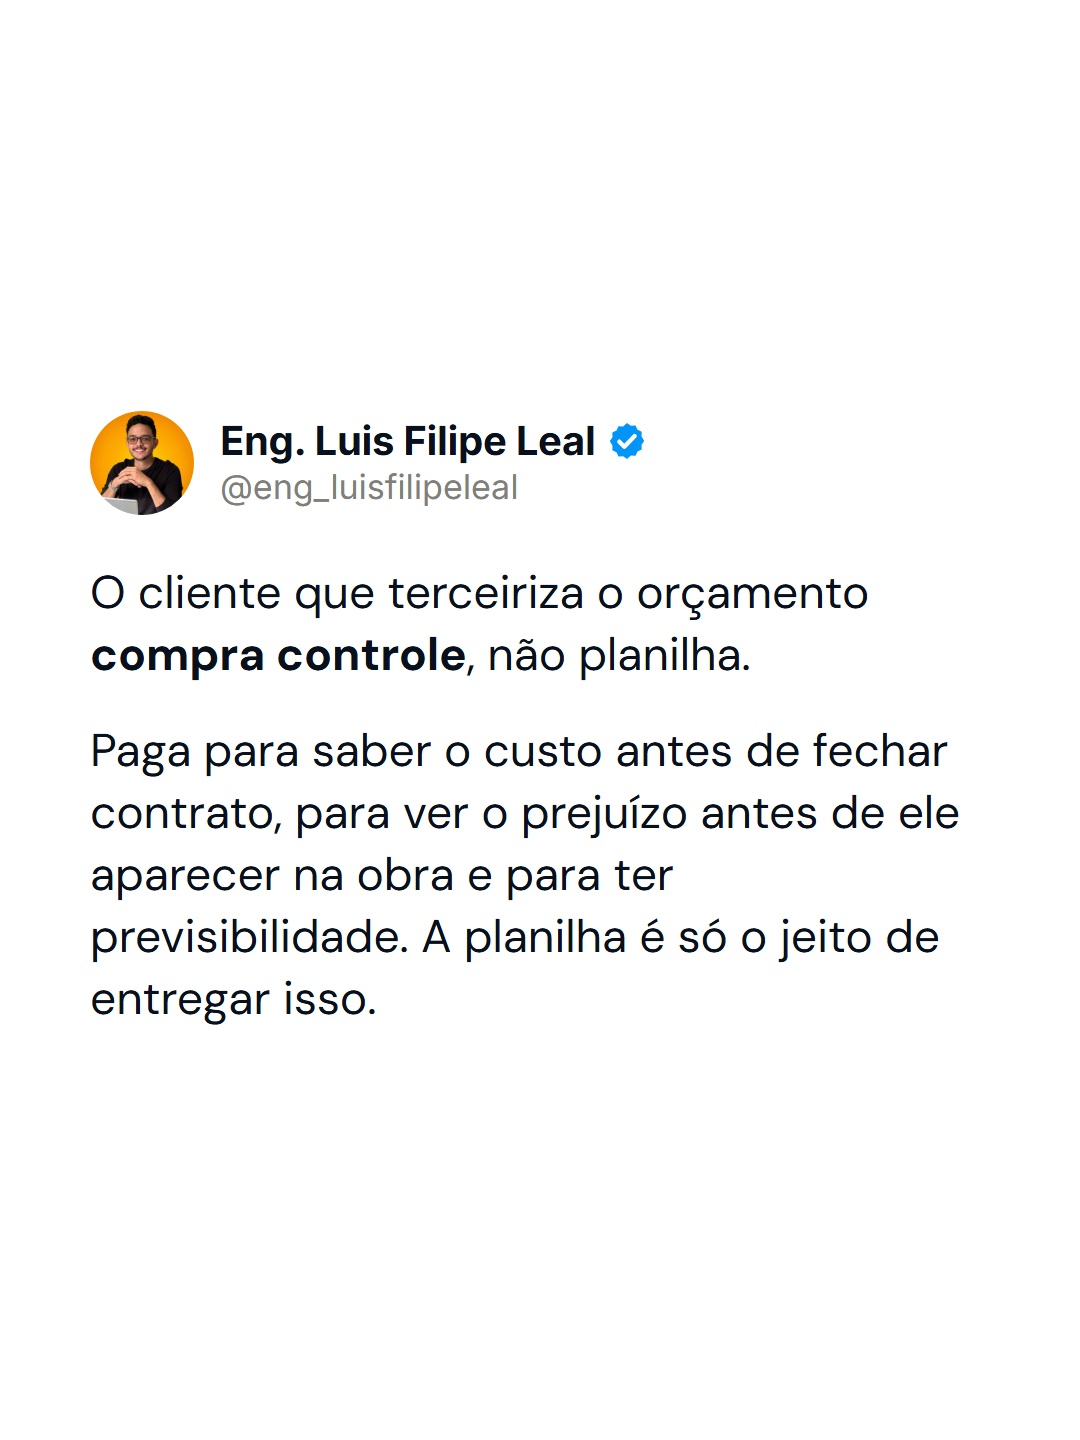 Eng. Luis Filipe Leal
@eng_luisfilipeleal
O cliente que terceiriza o orçamento
compra controle, não planilha.
Paga para saber o custo antes de fechar
contrato, para ver o prejuízo antes de ele
aparecer na obra e para ter
previsibilidade. A planilha é só o jeito de
entregar isso.